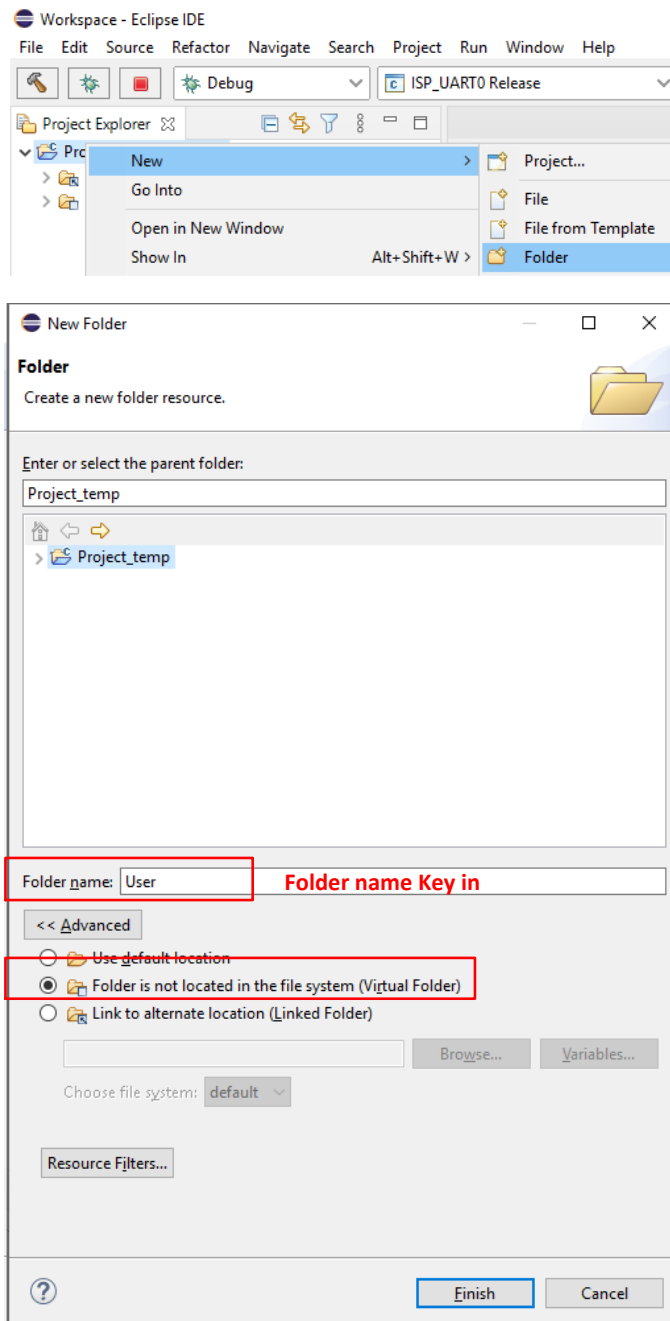 Workspace - Eclipse IDE
File Edit Source Refactor Navigate Search Project Run Window Help
Debug ISP_UART0 Release
Project Explorer
Pro
New
Project...
Go Into
File
Open in New Window
File from Template
Show In Alt+Shift+W >
Folder
New Folder
Folder
Create a new folder resource.
Enter or select the parent folder:
Project_temp
Project_temp
Folder name: User Folder name Key in
<< Advanced
Use default location
Folder is not located in the file system (Virtual Folder)
Link to alternate location (Linked Folder)
Browse... Variables...
Choose file system: default
Resource Filters...
Finish Cancel